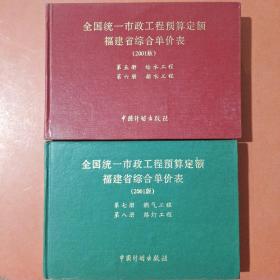 全国统一市政工程预算定额
福建省综合单价表
（2001版）
第五册 给水工程
第六册 排水工程
中国计划出版社
全国统一市政工程预算定额
福建省综合单价表
（2001版）
第七册 燃气工程
第八册 路灯工程
中国计划出版社